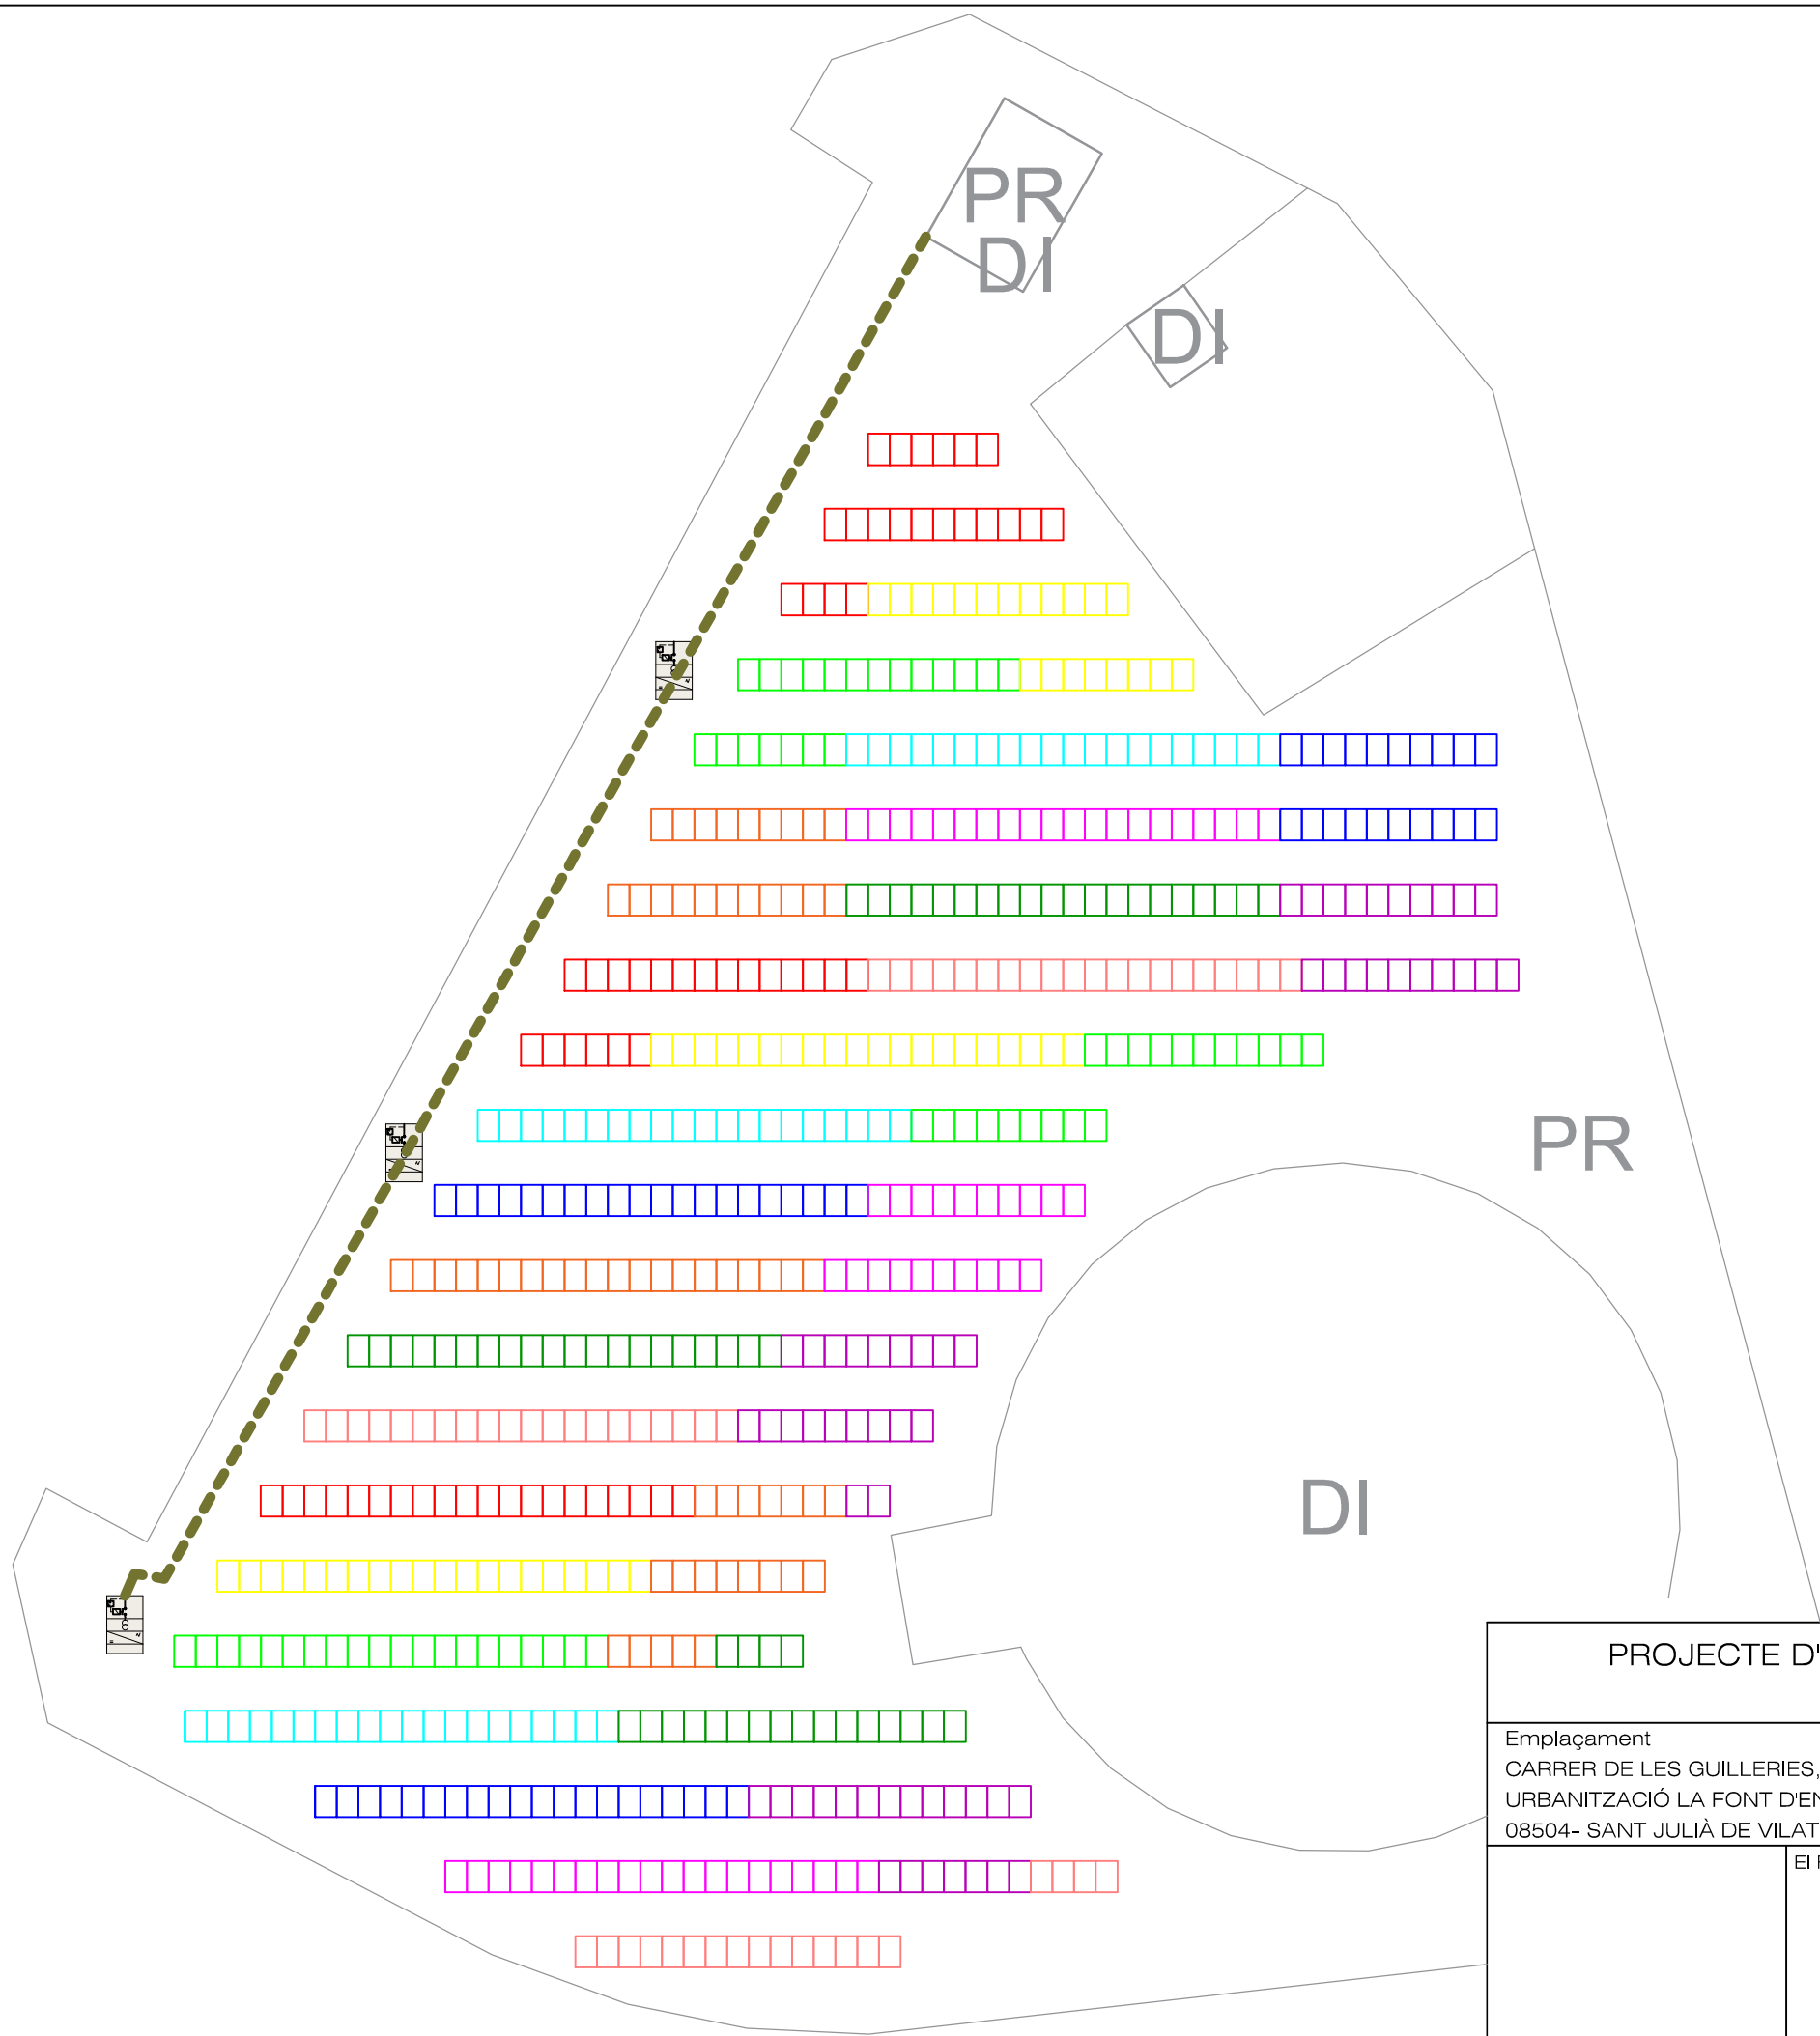 PR
DI
DI
PR
DI
PROJECTE D'
Emplaçament
CARRER DE LES GUILLERIES,
URBANITZACIÓ LA FONT D'EN
08504- SANT JULIÀ DE VILAT
El